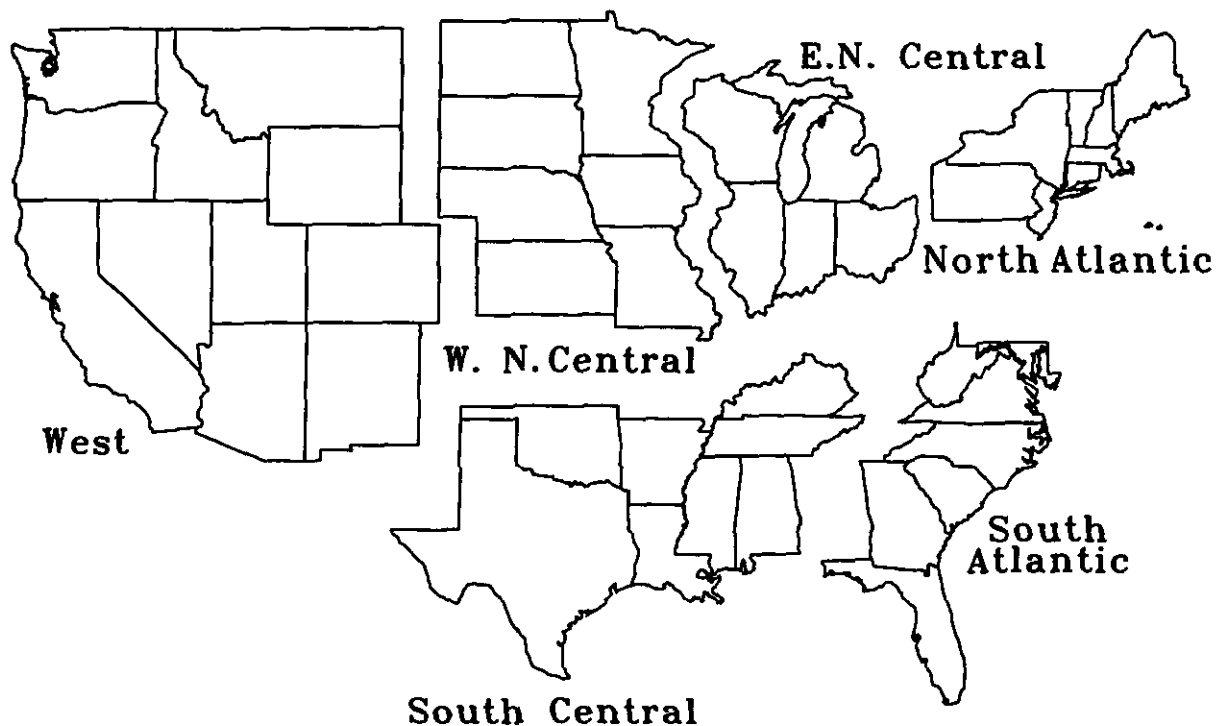 E.N. Central
North Atlantic
W. N. Central
West
South
Atlantic
South Central